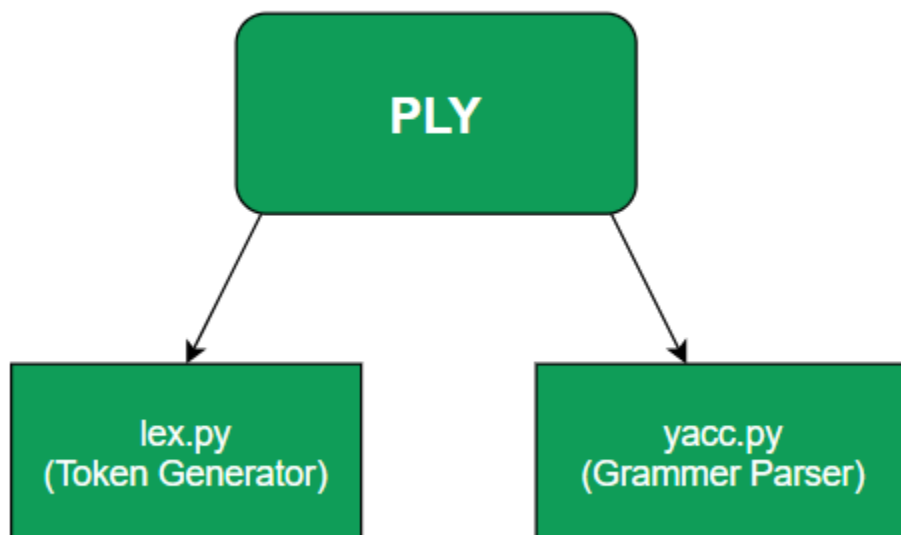 PLY
lex.py
(Token Generator)
yacc.py
(Grammer Parser)